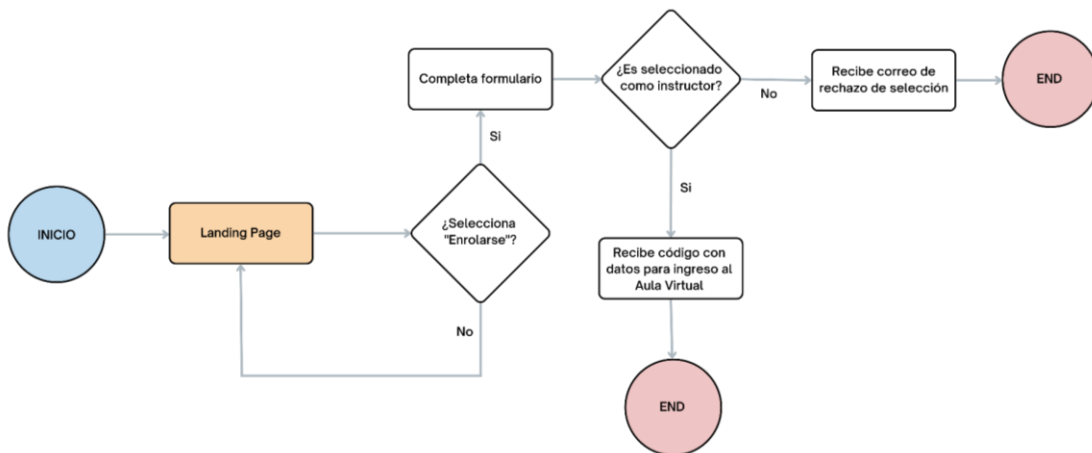 Completa formulario
¿Es seleccionado
como instructor?
No
Recibe correo de
rechazo de selección
END
Si
INICIO
Landing Page
¿Selecciona
"Enrolarse"?
Si
No
Recibe código con
datos para ingreso al
Aula Virtual
END